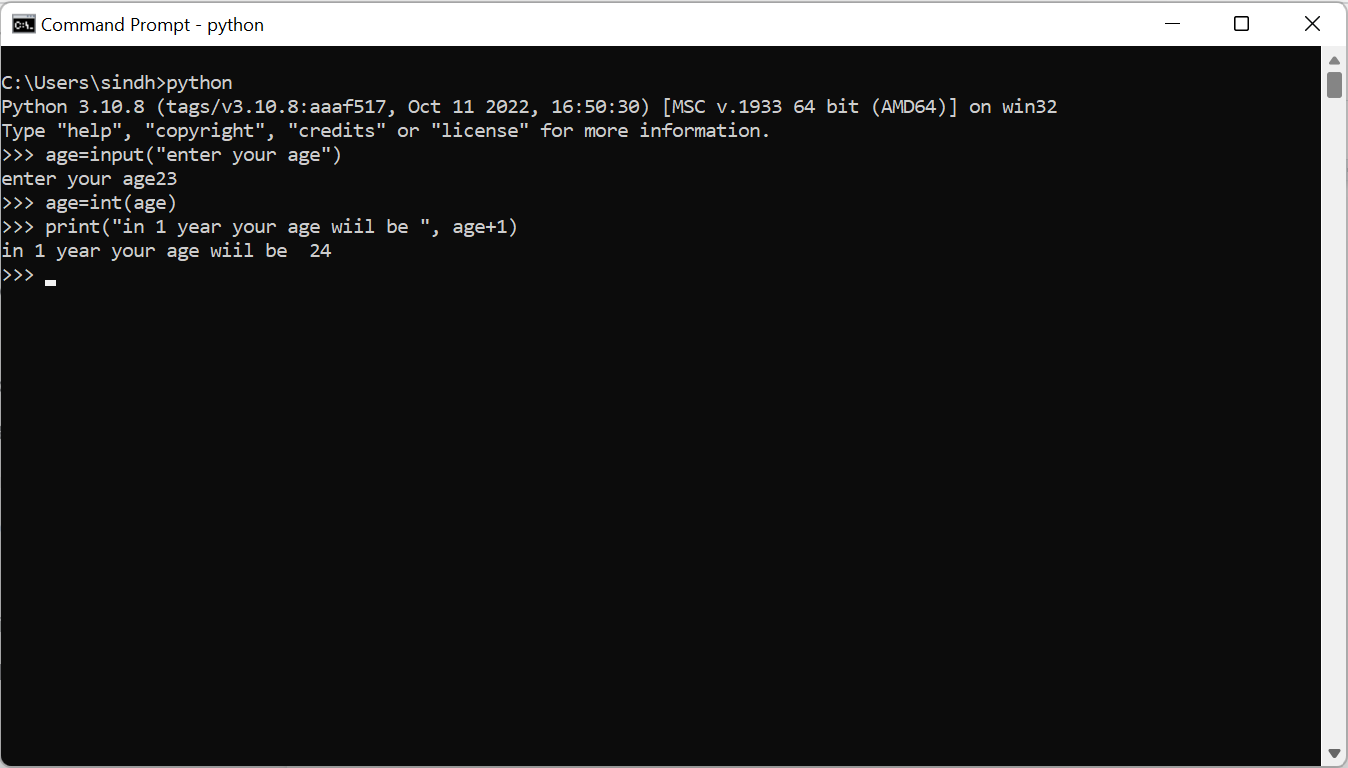 Command Prompt - python
C:\Users\sindh>python
Python 3.10.8 (tags/v3.10.8:aaaf517, Oct 11 2022, 16:50:30) [MSC v.1933 64 bit (AMD64)] on win32
Type "help", "copyright", "credits" or "license" for more information.
>>> age=input("enter your age")
enter your age23
>>> age=int(age)
>>> print("in 1 year your age wiil be ", age+1)
in 1 year your age wiil be  24
>>>